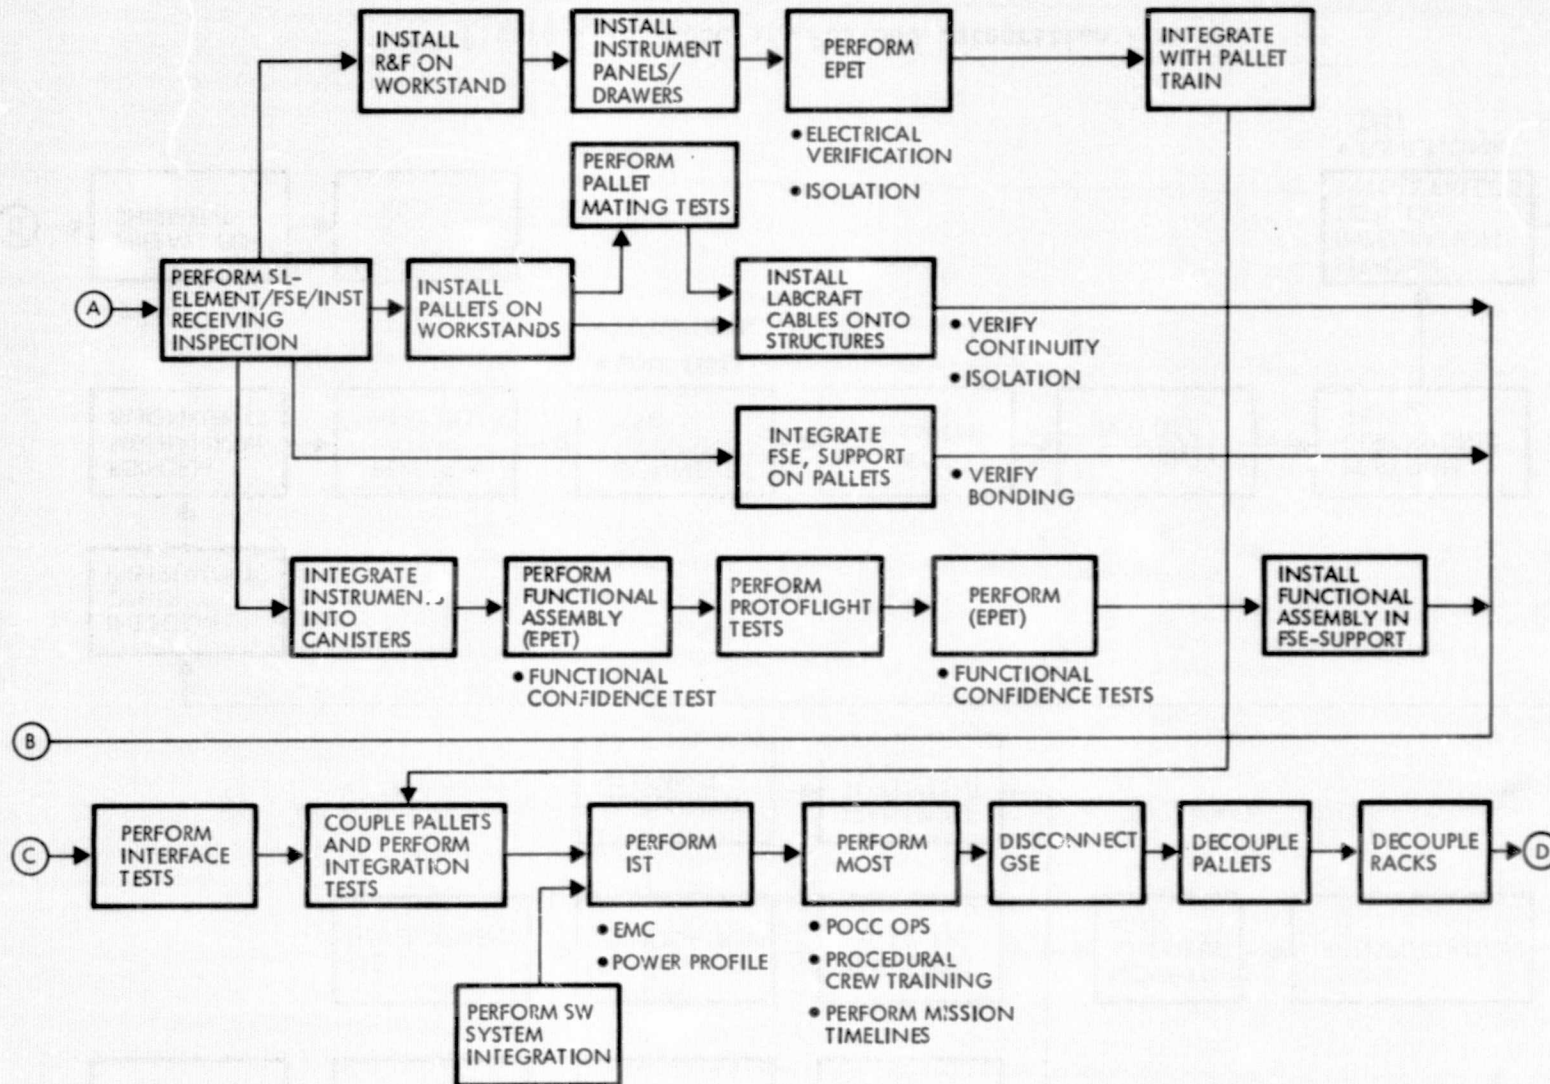 INSTALL
R&F ON
WORKSTAND
INSTALL
INSTRUMENT
PANELS/
DRAWERS
PERFORM
EPET
INTEGRATE
WITH PALLET
TRAIN
• ELECTRICAL
VERIFICATION
• ISOLATION
PERFORM
PALLET
MATING TESTS
A
PERFORM SL-
ELEMENT/FSE/INST
RECEIVING
INSPECTION
INSTALL
PALLETS ON
WORKSTANDS
INSTALL
LABCRAFT
CABLES ONTO
STRUCTURES
• VERIFY
CONTINUITY
• ISOLATION
INTEGRATE
FSE, SUPPORT
ON PALLETS
• VERIFY
BONDING
INTEGRATE
INSTRUMENTS
INTO
CANISTERS
PERFORM
FUNCTIONAL
ASSEMBLY
(EPET)
• FUNCTIONAL
CONFIDENCE TEST
PERFORM
PROTOFLIGHT
TESTS
PERFORM
(EPET)
• FUNCTIONAL
CONFIDENCE TESTS
INSTALL
FUNCTIONAL
ASSEMBLY IN
FSE-SUPPORT
B
C
PERFORM
INTERFACE
TESTS
COUPLE PALLETS
AND PERFORM
INTEGRATION
TESTS
PERFORM
IST
• EMC
• POWER PROFILE
PERFORM
MOST
• POCC OPS
• PROCEDURAL
CREW TRAINING
• PERFORM MISSION
TIMELINES
DISCONNECT
GSE
DECOUPLE
PALLETS
DECOUPLE
RACKS
D
PERFORM SW
SYSTEM
INTEGRATION